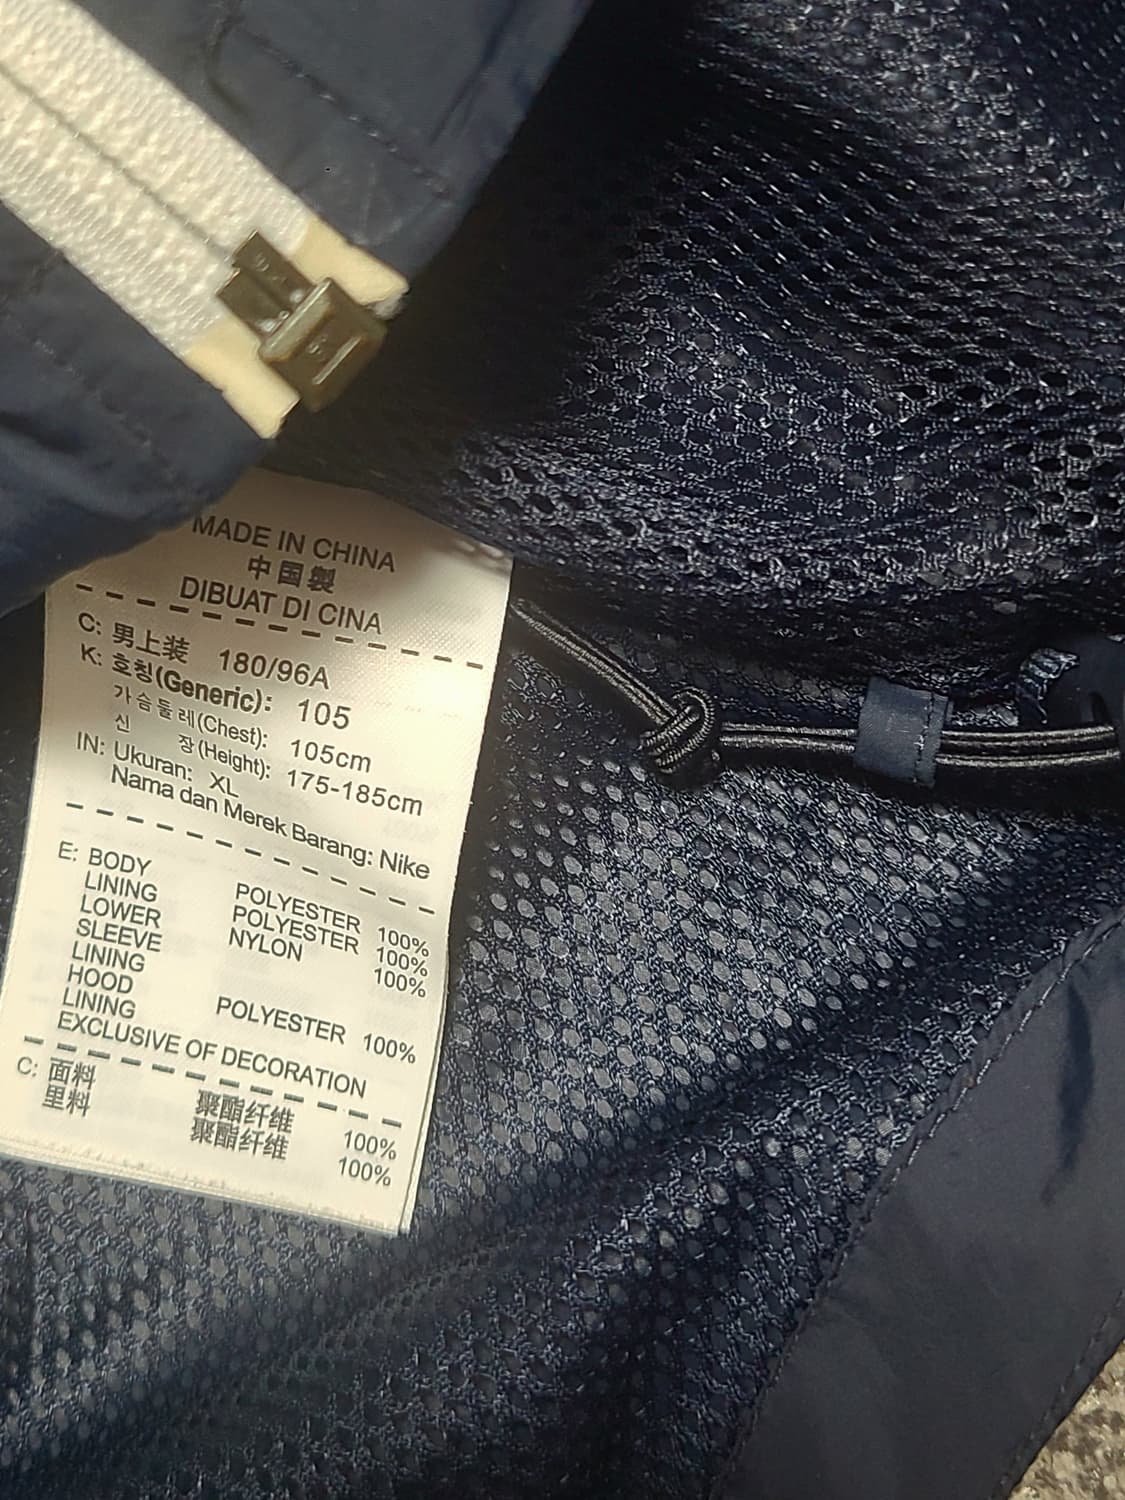 MADE IN CHINA
中国製
DIBUAT DI CINA
C: 男上装 180/96A
K: 호칭(Generic): 105
가슴둘레(Chest): 105cm
신 장(Height): 175-185cm
IN: Ukuran: XL
Nama dan Merek Barang: Nike
E: BODY POLYESTER 100%
LINING POLYESTER 100%
LOWER NYLON 100%
SLEEVE
LINING
HOOD POLYESTER 100%
LINING
EXCLUSIVE OF DECORATION
C: 面料 聚酯纤维 100%
里料 聚酯纤维 100%